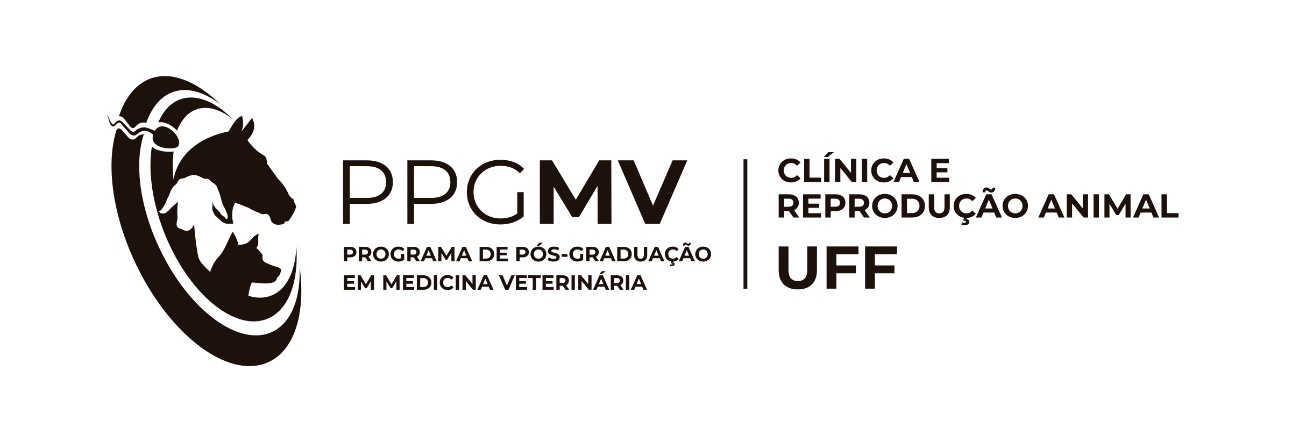 PPGMV
PROGRAMA DE PÓS-GRADUAÇÃO
EM MEDICINA VETERINÁRIA
CLÍNICA E
REPRODUÇÃO ANIMAL
UFF